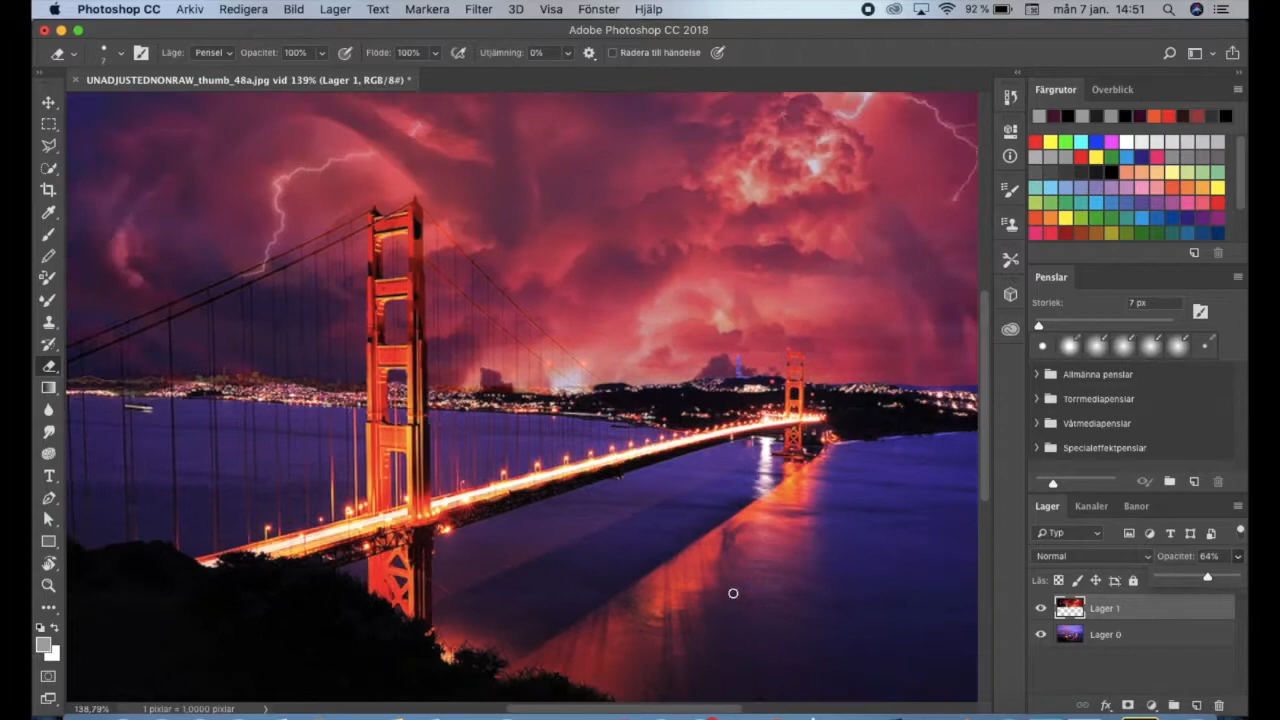 Photoshop CC Arkiv Redigera Bild Lager Text Markera Filter 3D Visa Fönster Hjälp 92 % mån 7 jan. 14:51
Adobe Photoshop CC 2018
7 Läge: Pensel Opacitet: 100% Flöde: 100% Utjämning: 0% Radera till händelse
× UNADJUSTEDNONRAW_thumb_48a.jpg vid 139% (Lager 1, RGB/8#) *
Färgrutor Överblick
Penslar
Storlek: 7 px
Allmänna penslar
Torrmediapenslar
Våtmediapenslar
Specialeffektpenslar
Lager Kanaler Banor
Typ
Normal Opacitet: 64%
Lås:
Lager 1
Lager 0
138,79% 1 pixlar = 1,0000 pixlar